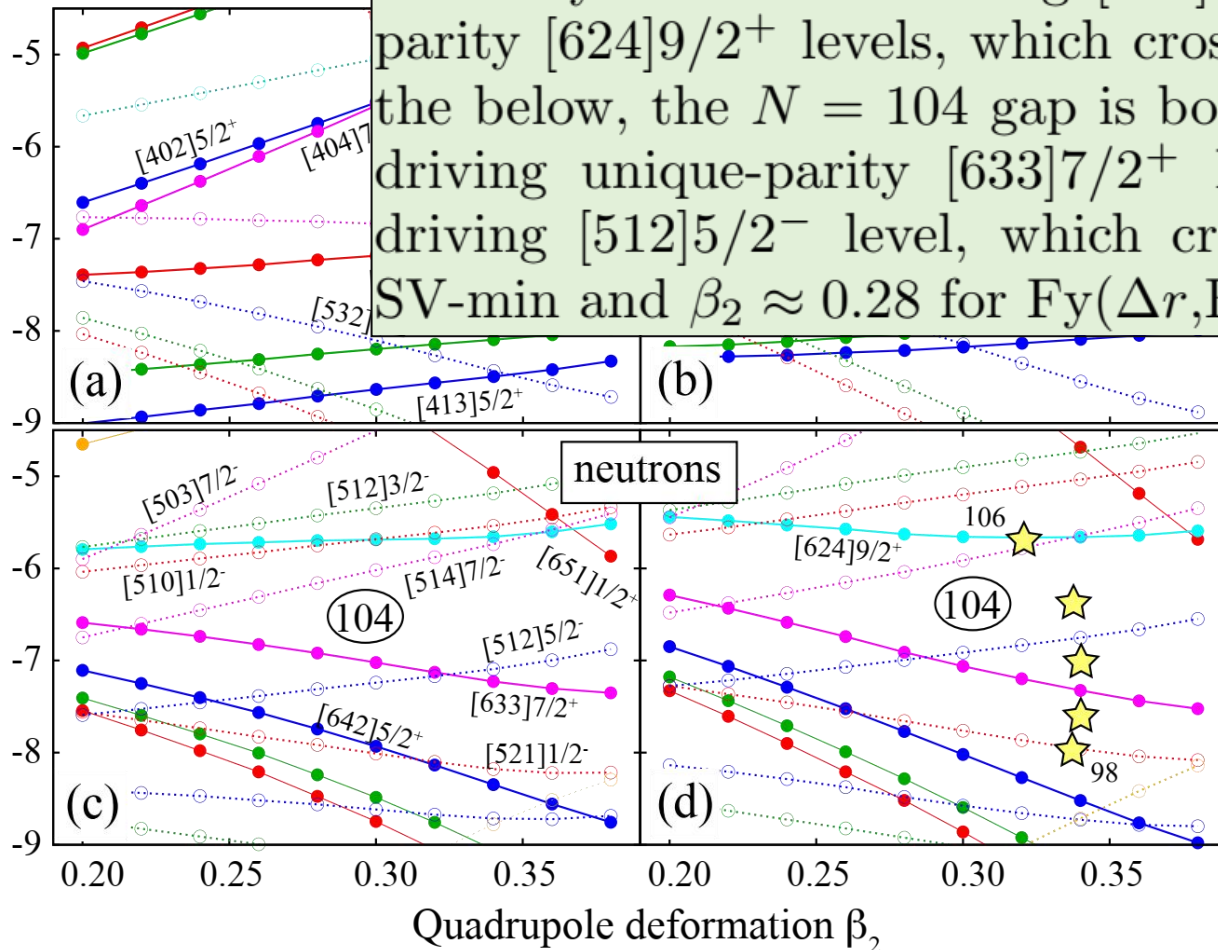 -5
-6
-7
-8
-9
[402]5/2⁺
[404]7
[532]
[413]5/2⁺
(a)
parity [624]9/2⁺ levels, which cros
the below, the N = 104 gap is bo
driving unique-parity [633]7/2⁺
driving [512]5/2⁻ level, which cr
SV-min and β₂ ≈ 0.28 for Fy(Δr,
(b)
neutrons
-5
-6
-7
-8
-9
[503]7/2⁻
[512]3/2⁻
[510]1/2⁻
[514]7/2⁻
[651]1/2⁺
104
[512]5/2⁻
[633]7/2⁺
[642]5/2⁺
[521]1/2⁻
(c)
106
[624]9/2⁺
104
98
(d)
0.20 0.25 0.30 0.35
0.20 0.25 0.30 0.35
Quadrupole deformation β₂